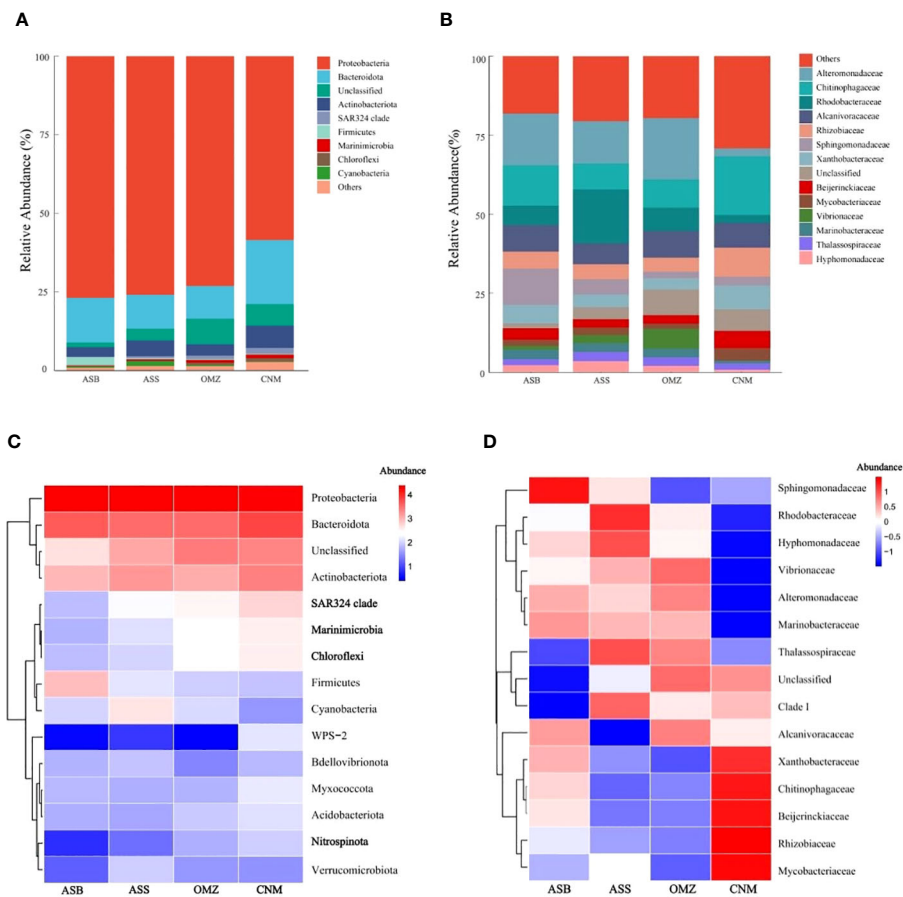 A
B
Relative Abundance (%)
100
75
50
25
0
ASB
ASS
OMZ
CNM
Proteobacteria
Bacteroidota
Unclassified
Actinobacteriota
SAR324 clade
Firmicutes
Marinimicrobia
Chloroflexi
Cyanobacteria
Others
Relative Abundance(%)
100
75
50
25
0
ASB
ASS
OMZ
CNM
Others
Alteromonadaceae
Chitinophagaceae
Rhodobacteraceae
Alcanivoracaceae
Rhizobiaceae
Sphingomonadaceae
Xanthobacteraceae
Unclassified
Beijerinckiaceae
Mycobacteriaceae
Vibrionaceae
Marinobacteraceae
Thalassospiraceae
Hyphomonadaceae
C
D
Abundance
4
3
2
1
Proteobacteria
Bacteroidota
Unclassified
Actinobacteriota
SAR324 clade
Marinimicrobia
Chloroflexi
Firmicutes
Cyanobacteria
WPS-2
Bdellovibrionota
Myxococcota
Acidobacteriota
Nitrospinota
Verrucomicrobiota
ASB
ASS
OMZ
CNM
Abundance
1
0.5
0
-0.5
-1
Sphingomonadaceae
Rhodobacteraceae
Hyphomonadaceae
Vibrionaceae
Alteromonadaceae
Marinobacteraceae
Thalassospiraceae
Unclassified
Clade I
Alcanivoracaceae
Xanthobacteraceae
Chitinophagaceae
Beijerinckiaceae
Rhizobiaceae
Mycobacteriaceae
ASB
ASS
OMZ
CNM